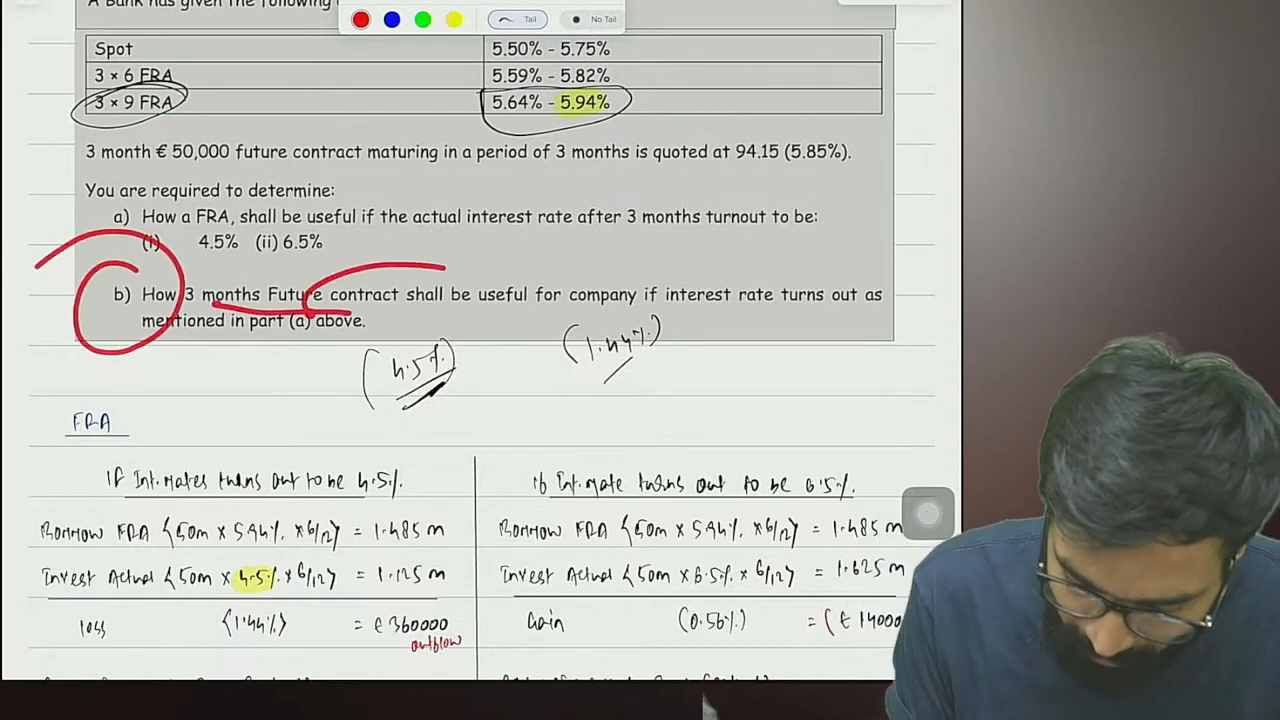 A Bank has given The following
Tail
No Tail
Spot 5.50% - 5.75%
3 × 6 FRA 5.59% - 5.82%
3 × 9 FRA 5.64% - 5.94%
3 month € 50,000 future contract maturing in a period of 3 months is quoted at 94.15 (5.85%).
You are required to determine:
a) How a FRA, shall be useful if the actual interest rate after 3 months turnout to be:
(i) 4.5% (ii) 6.5%
b) How 3 months Future contract shall be useful for company if interest rate turns out as
mentioned in part (a) above.
(4.5%)
(1.44%)
FRA
If Int. rates turns out to be 4.5%.
Borrow FRA {50m × 5.94% × 6/12} = 1.485 m
Invest Actual {50m × 4.5% × 6/12} = 1.125 m
loss {1.44%} = € 360000
outflow
If Int. rate turns out to be 6.5%.
Borrow FRA {50m × 5.94% × 6/12} = 1.485 m
Invest Actual {50m × 6.5% × 6/12} = 1.625 m
Gain (0.56%) = (€ 14000